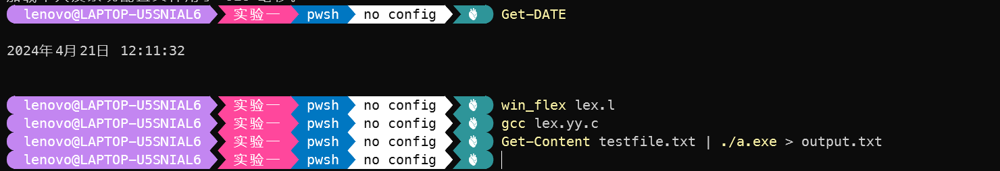 lenovo@LAPTOP-U5SNIAL6 实验一 pwsh no config Get-DATE
2024年4月21日 12:11:32
lenovo@LAPTOP-U5SNIAL6 实验一 pwsh no config win_flex lex.l
lenovo@LAPTOP-U5SNIAL6 实验一 pwsh no config gcc lex.yy.c
lenovo@LAPTOP-U5SNIAL6 实验一 pwsh no config Get-Content testfile.txt | ./a.exe > output.txt
lenovo@LAPTOP-U5SNIAL6 实验一 pwsh no config